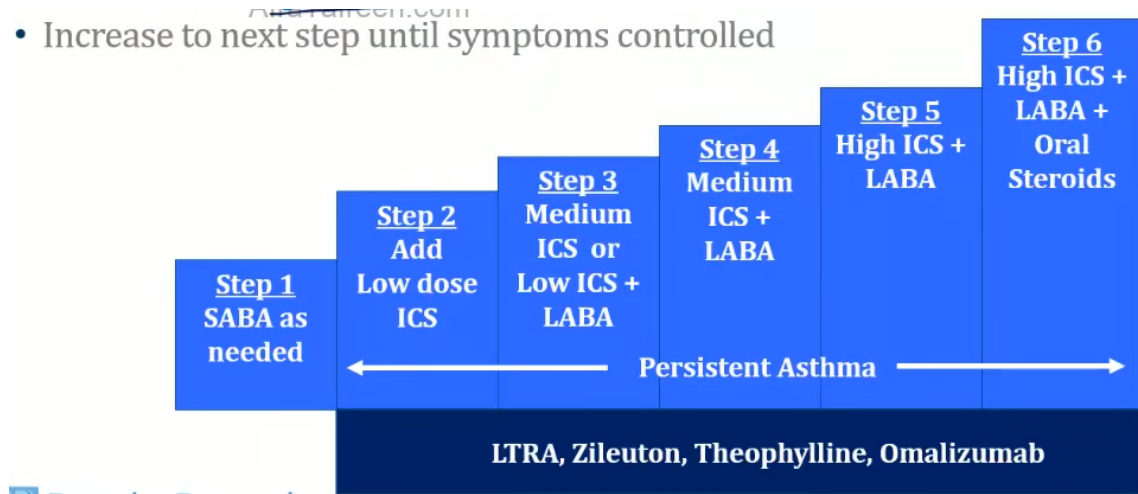 • Increase to next step until symptoms controlled
Step 1
SABA as
needed
Step 2
Add
Low dose
ICS
Step 3
Medium
ICS or
Low ICS +
LABA
Step 4
Medium
ICS +
LABA
Step 5
High ICS +
LABA
Step 6
High ICS +
LABA +
Oral
Steroids
Persistent Asthma
LTRA, Zileuton, Theophylline, Omalizumab